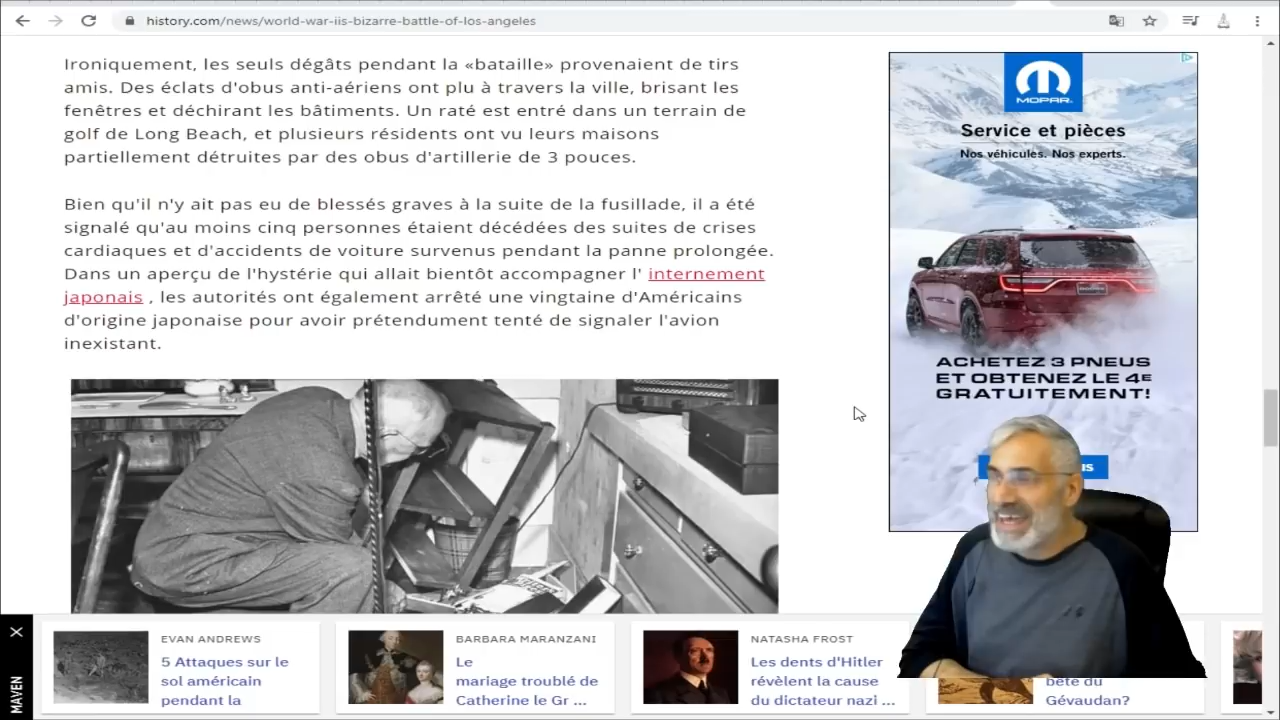 history.com/news/world-war-iis-bizarre-battle-of-los-angeles
Ironiquement, les seuls dégâts pendant la «bataille» provenaient de tirs
amis. Des éclats d'obus anti-aériens ont plu à travers la ville, brisant les
fenêtres et déchirant les bâtiments. Un raté est entré dans un terrain de
golf de Long Beach, et plusieurs résidents ont vu leurs maisons
partiellement détruites par des obus d'artillerie de 3 pouces.
Bien qu'il n'y ait pas eu de blessés graves à la suite de la fusillade, il a été
signalé qu'au moins cinq personnes étaient décédées des suites de crises
cardiaques et d'accidents de voiture survenus pendant la panne prolongée.
Dans un aperçu de l'hystérie qui allait bientôt accompagner l' internement
japonais , les autorités ont également arrêté une vingtaine d'Américains
d'origine japonaise pour avoir prétendument tenté de signaler l'avion
inexistant.
MOPAR
Service et pièces
Nos véhicules. Nos experts.
ACHETEZ 3 PNEUS
ET OBTENEZ LE 4E
GRATUITEMENT!
MAVEN
EVAN ANDREWS
5 Attaques sur le
sol américain
pendant la
BARBARA MARANZANI
Le
mariage troublé de
Catherine le Gr ...
NATASHA FROST
Les dents d'Hitler
révèlent la cause
du dictateur nazi ...
bête du
Gévaudan?